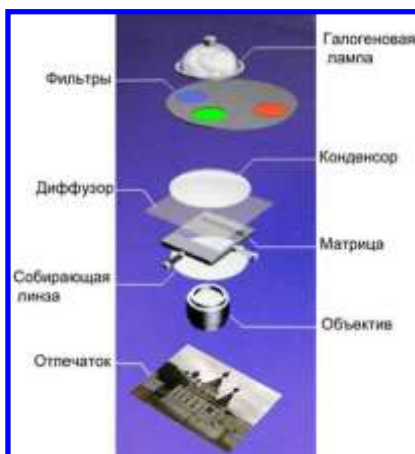 Галогеновая
лампа
Фильтры
Конденсор
Диффузор
Матрица
Собирающая
линза
Объектив
Отпечаток